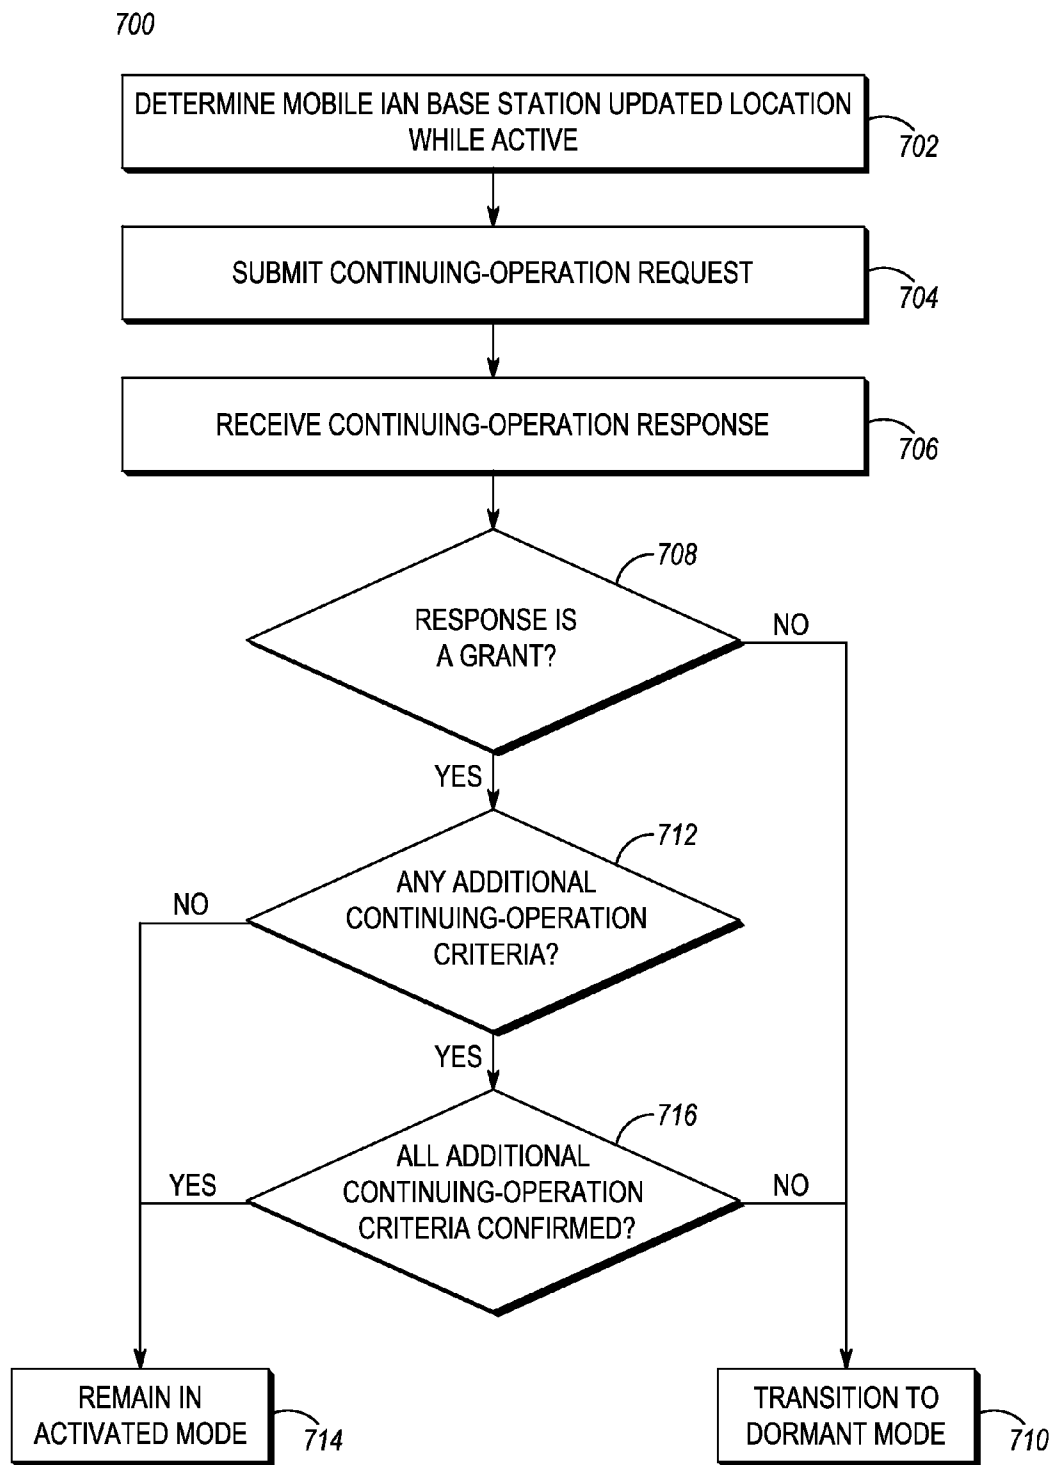 700
DETERMINE MOBILE IAN BASE STATION UPDATED LOCATION
WHILE ACTIVE
702
SUBMIT CONTINUING-OPERATION REQUEST
704
RECEIVE CONTINUING-OPERATION RESPONSE
706
708
RESPONSE IS
A GRANT?
NO
YES
712
ANY ADDITIONAL
CONTINUING-OPERATION
CRITERIA?
NO
YES
716
ALL ADDITIONAL
CONTINUING-OPERATION
CRITERIA CONFIRMED?
YES
NO
REMAIN IN
ACTIVATED MODE
714
TRANSITION TO
DORMANT MODE
710